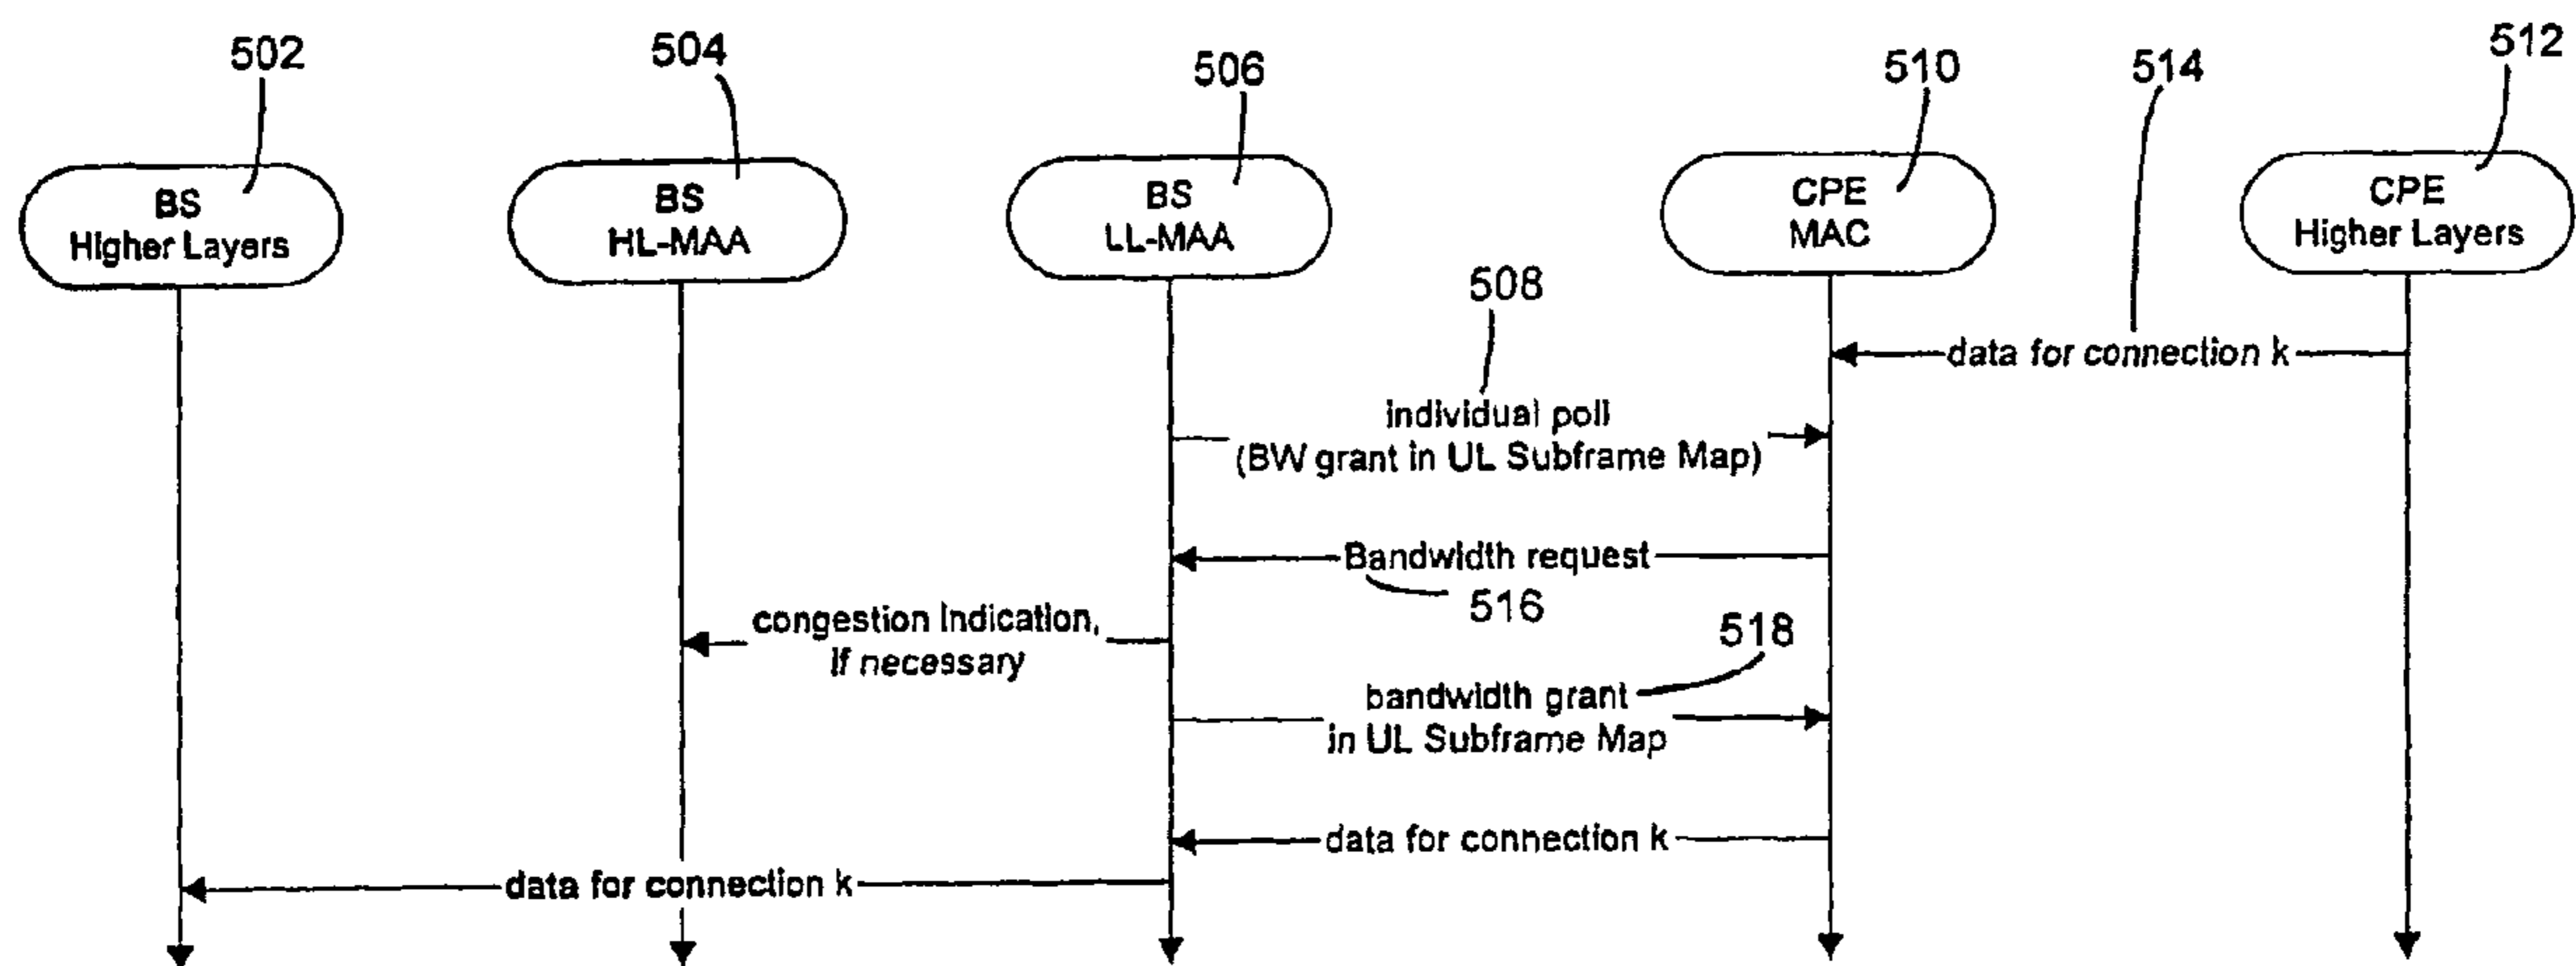 502
504
506
510
514
512
BS
Higher Layers
BS
HL-MAA
BS
LL-MAA
CPE
MAC
CPE
Higher Layers
508
data for connection k
individual poll
(BW grant in UL Subframe Map)
Bandwidth request
516
congestion indication,
if necessary
518
bandwidth grant
in UL Subframe Map
data for connection k
data for connection k